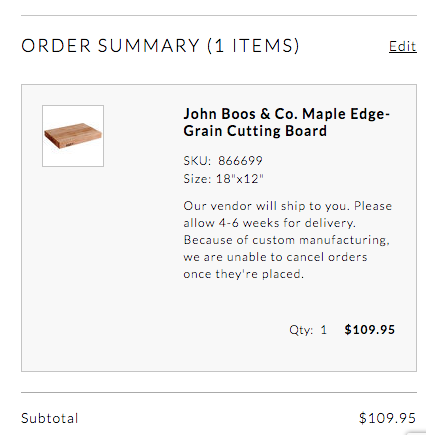 ORDER SUMMARY (1 ITEMS)
Edit
John Boos & Co. Maple Edge-
Grain Cutting Board
SKU: 866699
Size: 18"x12"
Our vendor will ship to you. Please
allow 4-6 weeks for delivery.
Because of custom manufacturing,
we are unable to cancel orders
once they're placed.
Qty: 1 $109.95
Subtotal $109.95